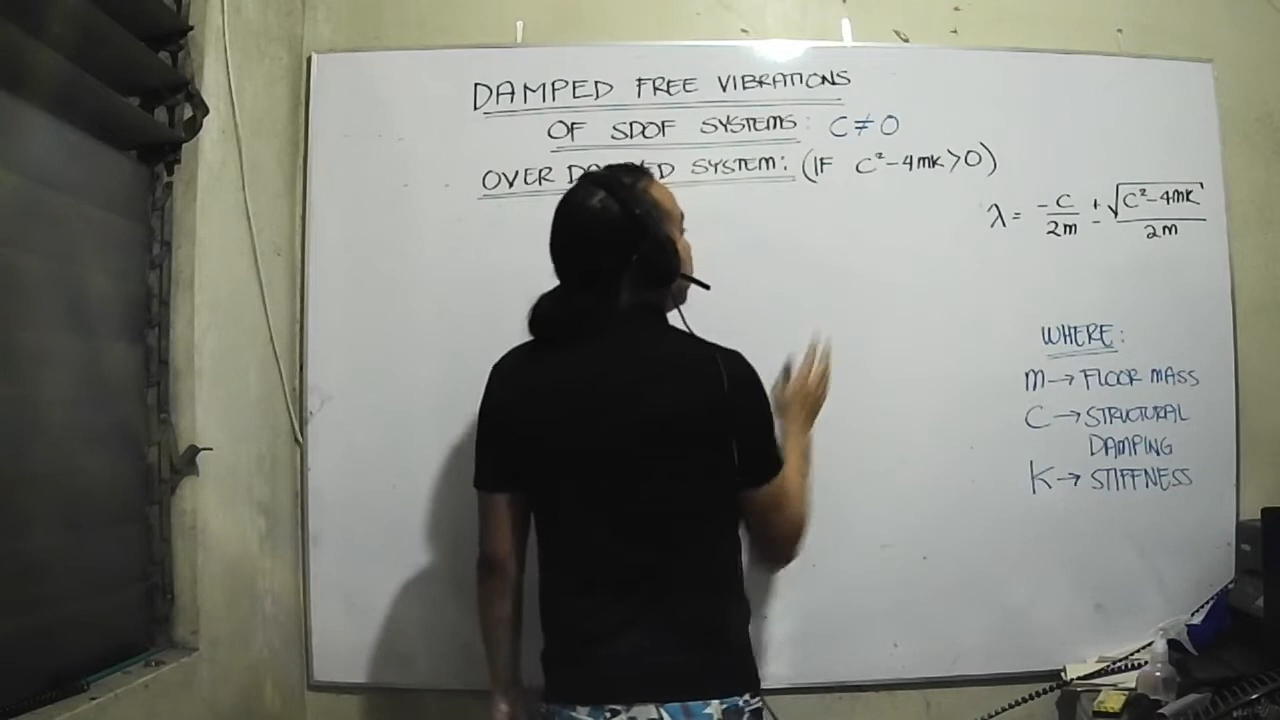 DAMPED FREE VIBRATIONS
OF SDOF SYSTEMS: C≠0
OVER SYSTEM: (IF C²-4mK>0)
λ = -C/2m ± √(C²-4mK)/2m
WHERE:
m→FLOOR MASS
C→STRUCTURAL
DAMPING
K→STIFFNESS